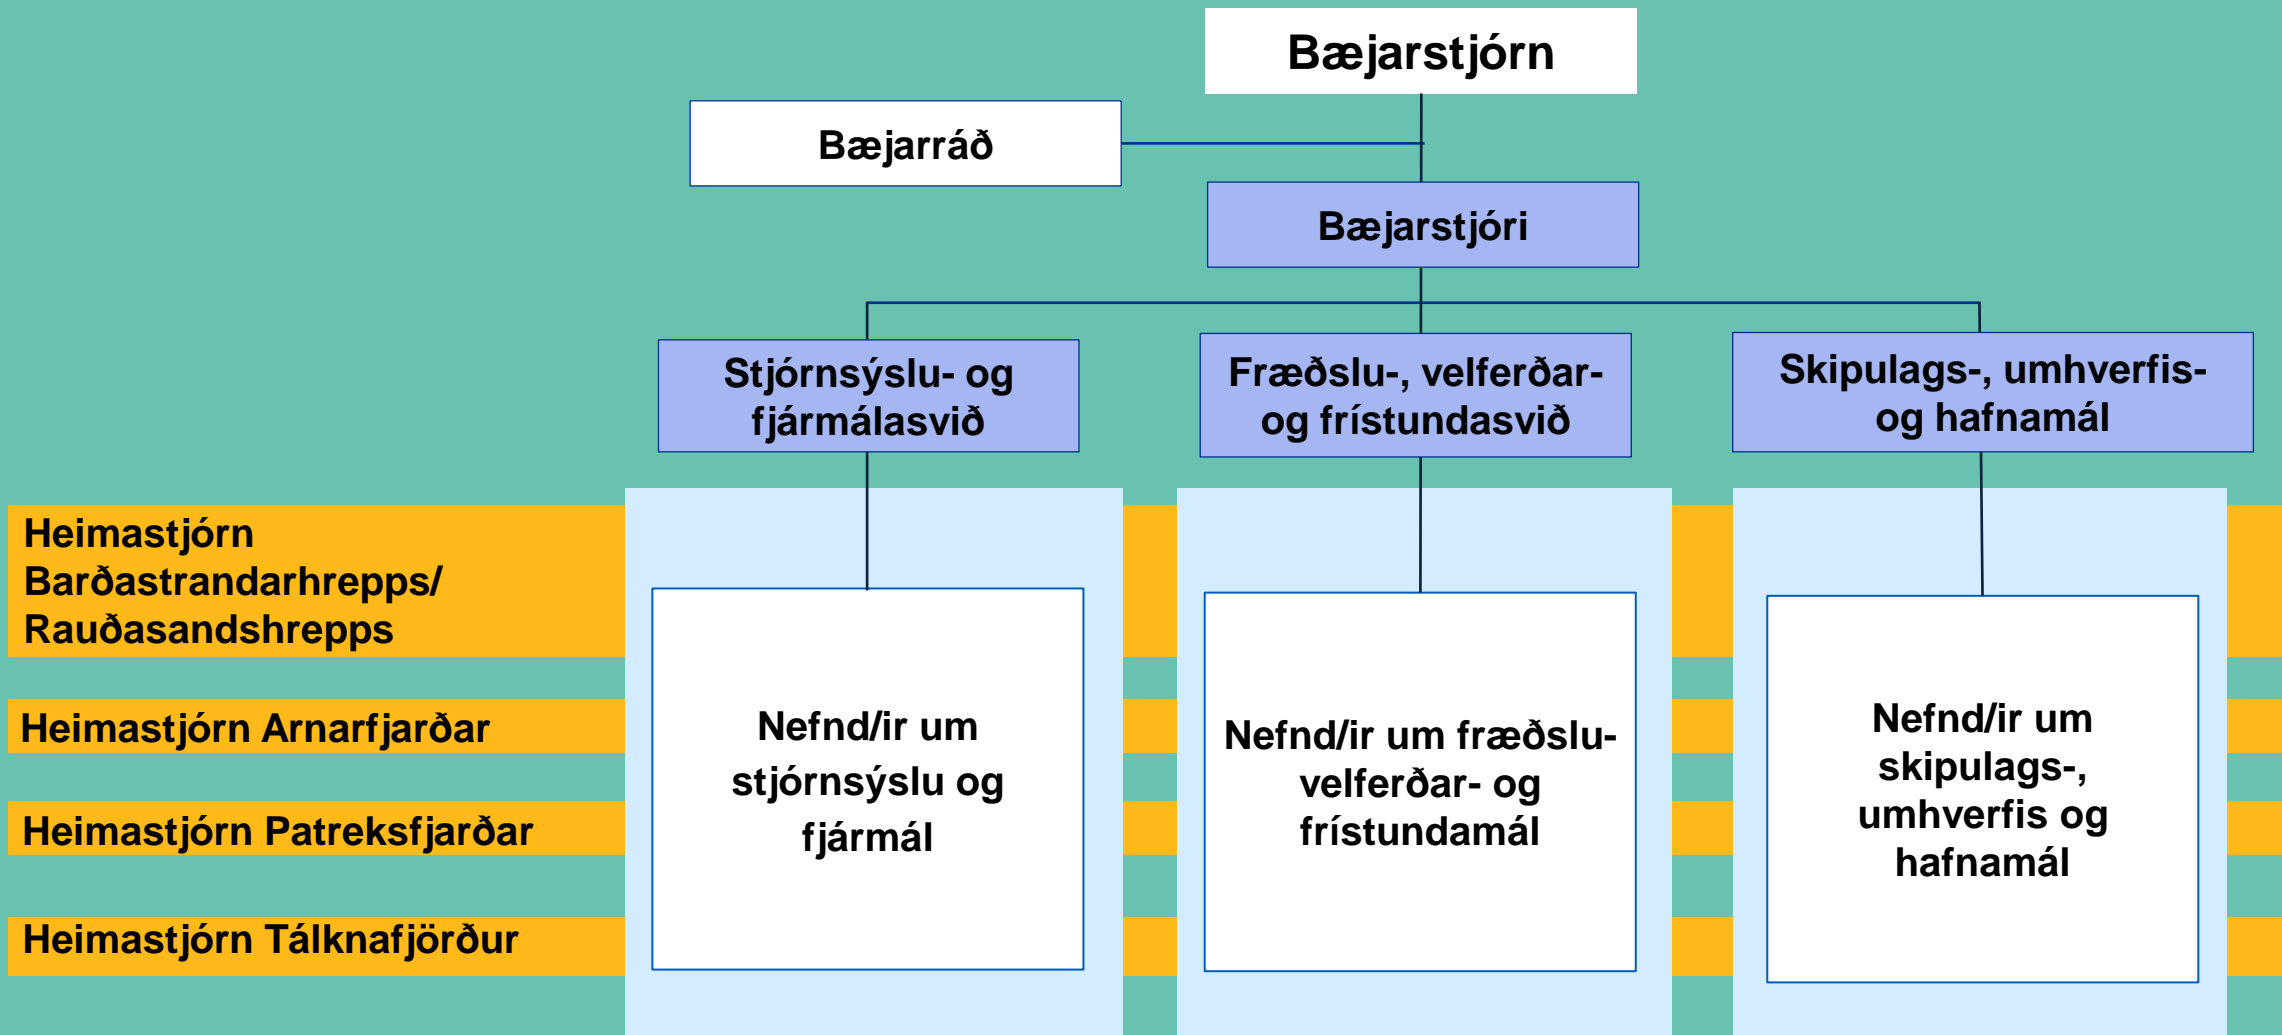 Bæjarstjórn
Bæjarráð
Bæjarstjóri
Stjórnsýslu- og
fjármálasvið
Fræðslu-, velferðar-
og frístundasvið
Skipulags-, umhverfis-
og hafnamál
Heimastjórn
Barðastrandarhrepps/
Rauðasandshrepps
Heimastjórn Arnarfjarðar
Heimastjórn Patreksfjarðar
Heimastjórn Tálknafjörður
Nefnd/ir um
stjórnsýslu og
fjármál
Nefnd/ir um fræðslu-
velferðar- og
frístundamál
Nefnd/ir um
skipulags-,
umhverfis og
hafnamál